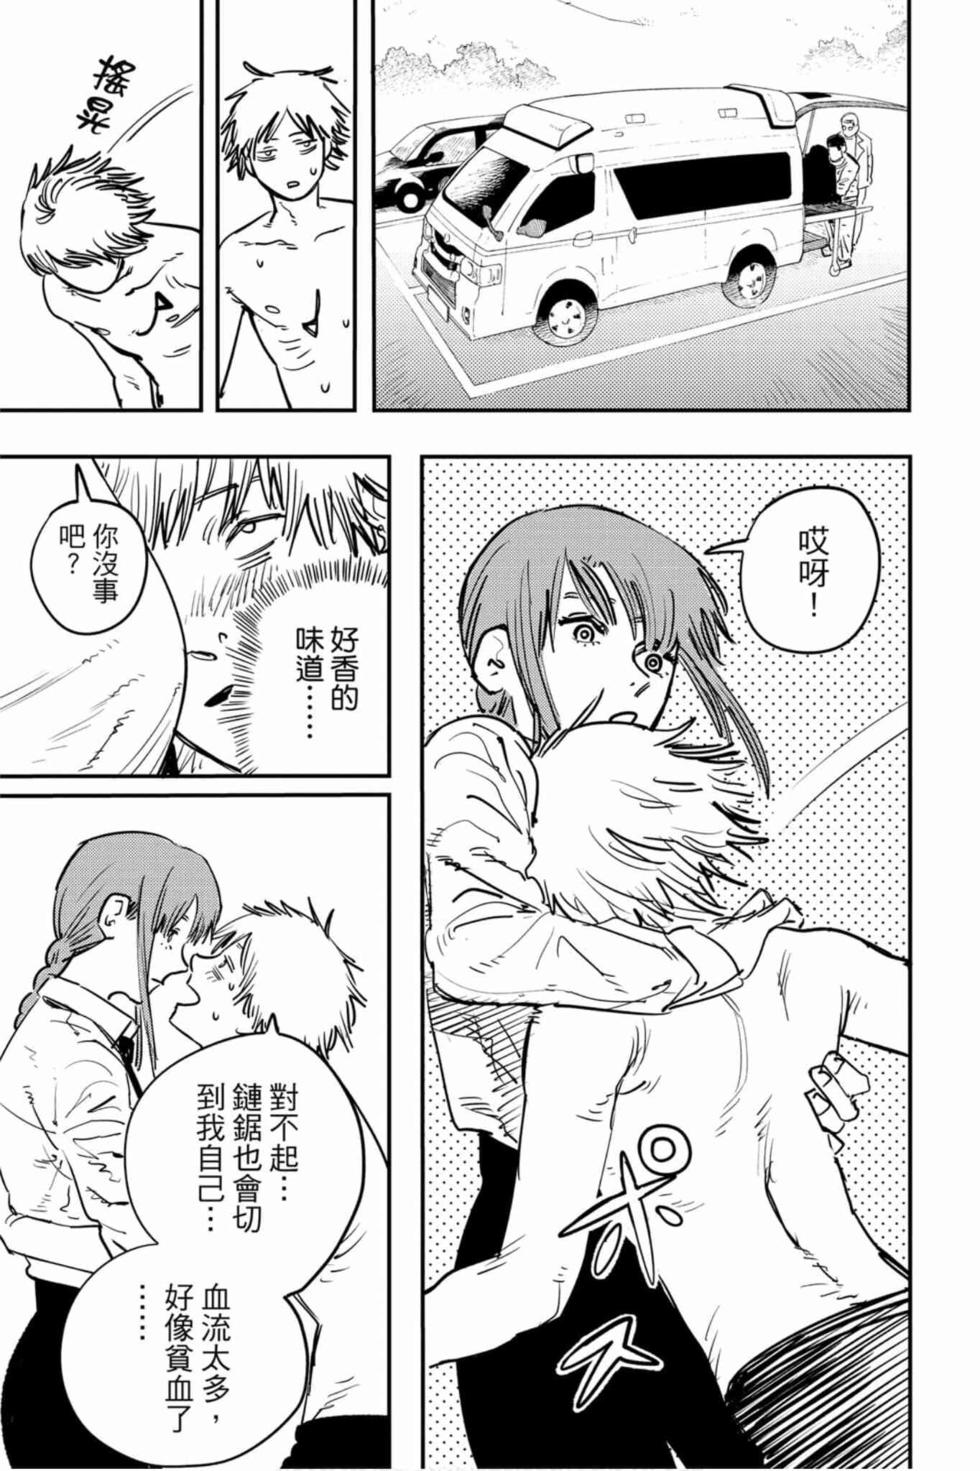 搖晃
哎呀！
ポスッ
好香的
味道……
你沒事
吧？
對不起…
鏈鋸也會切
到我自己…
血流太多，
好像貧血了
……